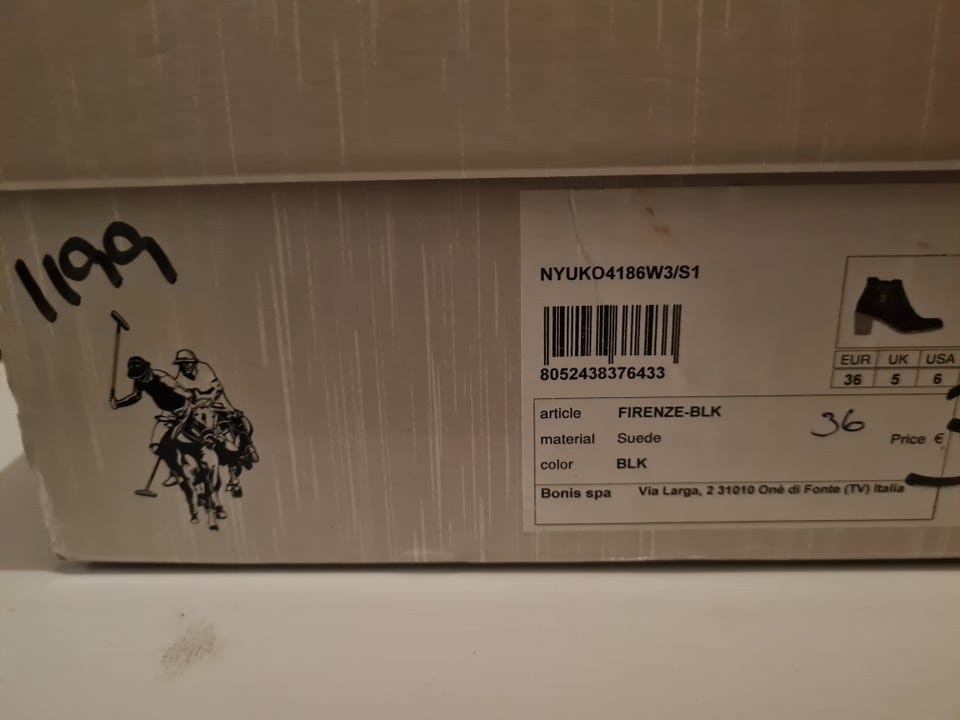 1199
NYUKO4186W3/S1
8052438376433
EUR UK USA
36 5 6
article FIRENZE-BLK
36
material Suede
Price €
color BLK
Bonis spa Via Larga, 2 31010 Onè di Fonte (TV) Italia